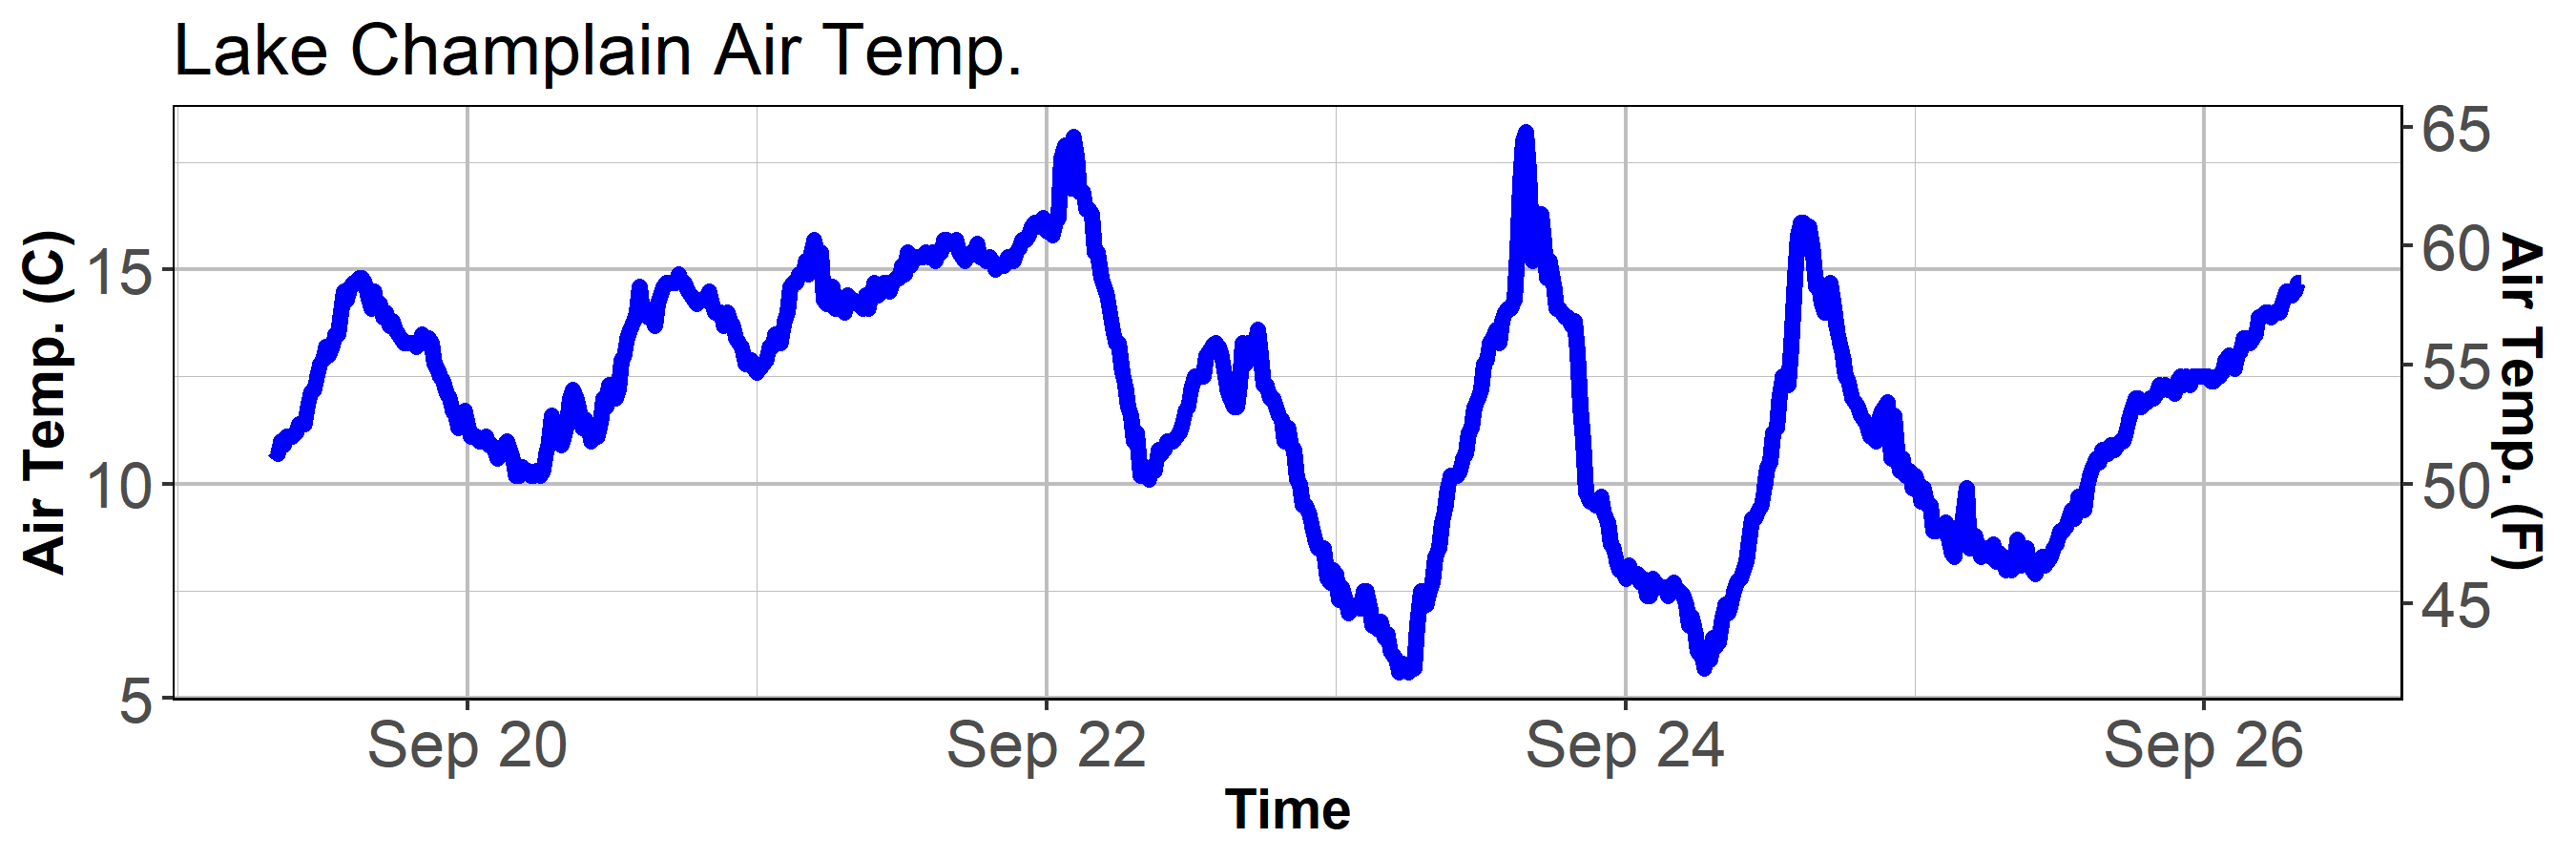 Lake Champlain Air Temp.
Air Temp. (C)
15
10
5
65
60
55
50
45
Air Temp. (F)
Sep 20 Sep 22 Sep 24 Sep 26
Time